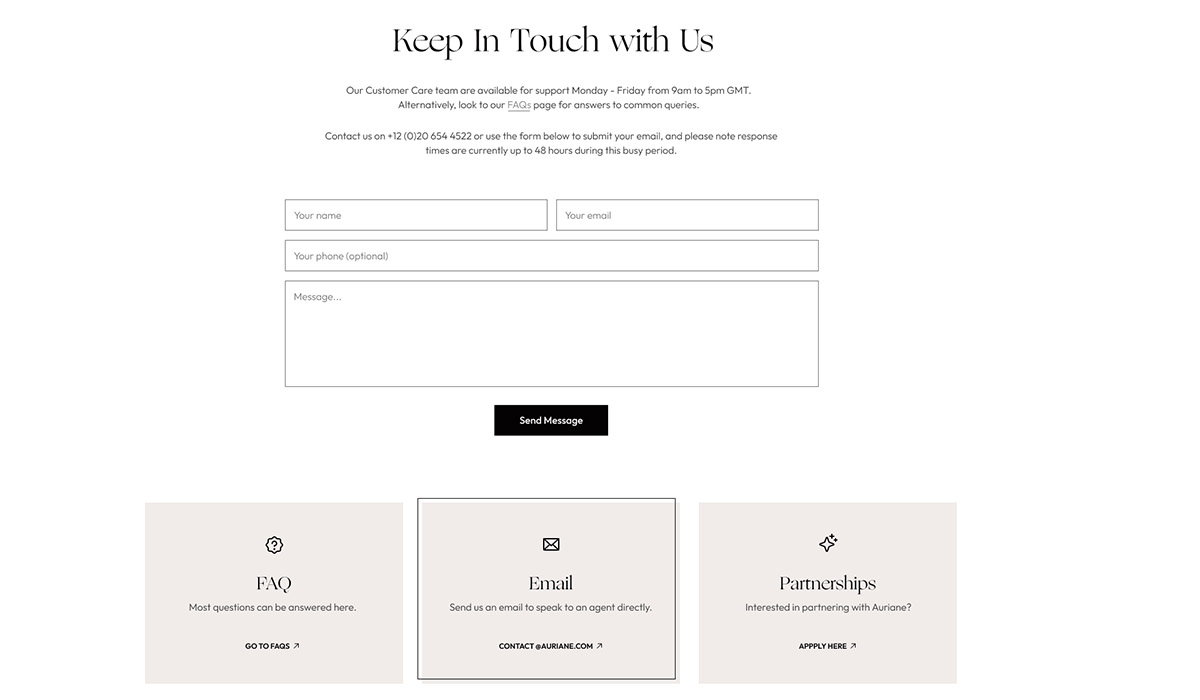 Keep In Touch with Us
Our Customer Care team are available for support Monday - Friday from 9am to 5pm GMT.
Alternatively, look to our FAQs page for answers to common queries.
Contact us on +12 (0)20 654 4522 or use the form below to submit your email, and please note response
times are currently up to 48 hours during this busy period.
Your name
Your email
Your phone (optional)
Message...
Send Message
FAQ
Most questions can be answered here.
GO TO FAQS
Email
Send us an email to speak to an agent directly.
CONTACT@AURIANE.COM
Partnerships
Interested in partnering with Auriane?
APPPLY HERE